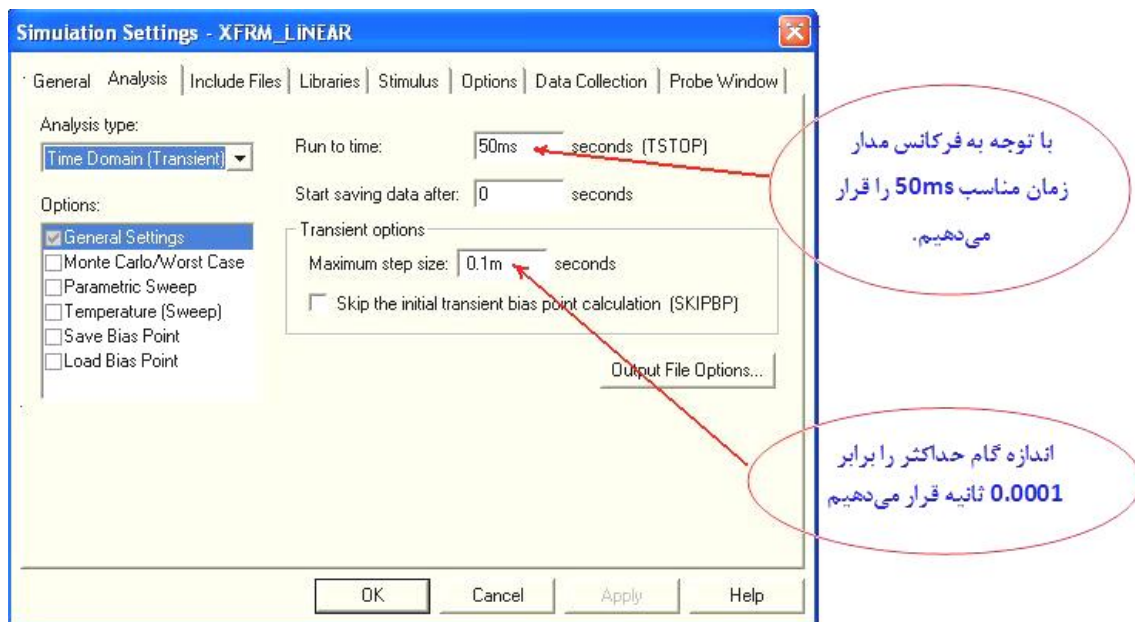 Simulation Settings - XFRM_LINEAR
General Analysis Include Files Libraries Stimulus Options Data Collection Probe Window
Analysis type:
Time Domain (Transient)
Options:
General Settings
Monte Carlo/Worst Case
Parametric Sweep
Temperature (Sweep)
Save Bias Point
Load Bias Point
Run to time: 50ms seconds (TSTOP)
Start saving data after: 0 seconds
Transient options
Maximum step size: 0.1m seconds
Skip the initial transient bias point calculation (SKIPBP)
Output File Options...
OK Cancel Apply Help
با توجه به فرکانس مدار
زمان مناسب 50ms را قرار
می‌دهیم.
اندازه گام حداکثر را برابر
0.0001 ثانیه قرار می‌دهیم